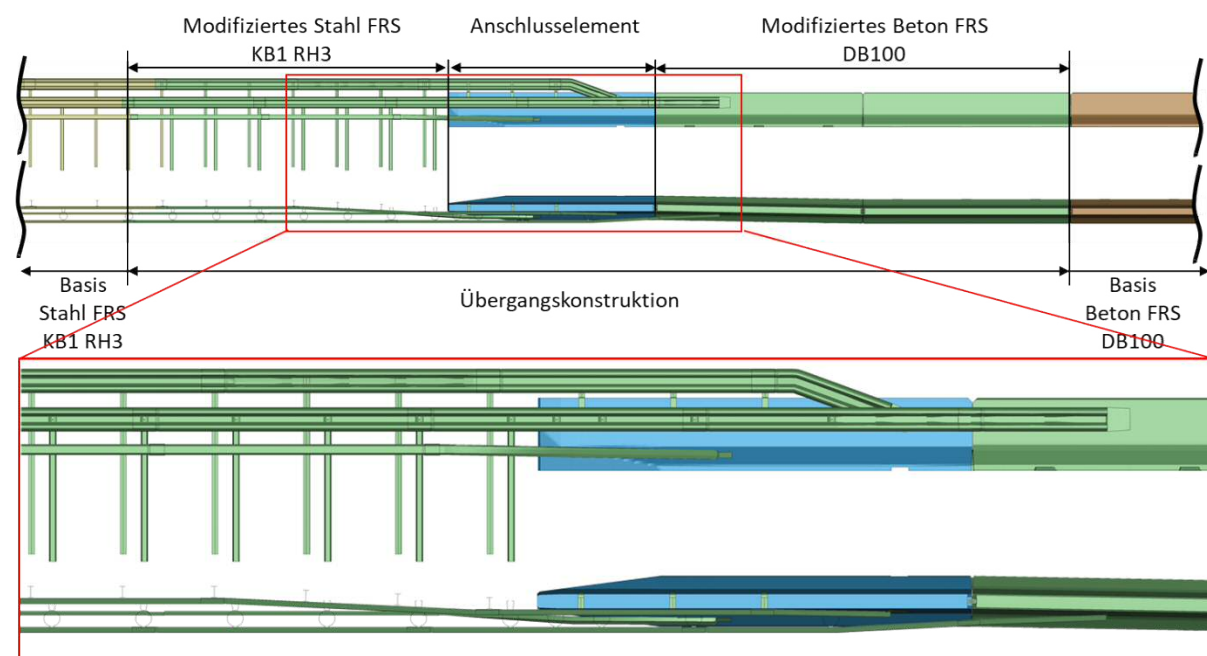 Modifiziertes Stahl FRS
KB1 RH3
Anschlusselement
Modifiziertes Beton FRS
DB100
Basis
Stahl FRS
KB1 RH3
Übergangskonstruktion
Basis
Beton FRS
DB100